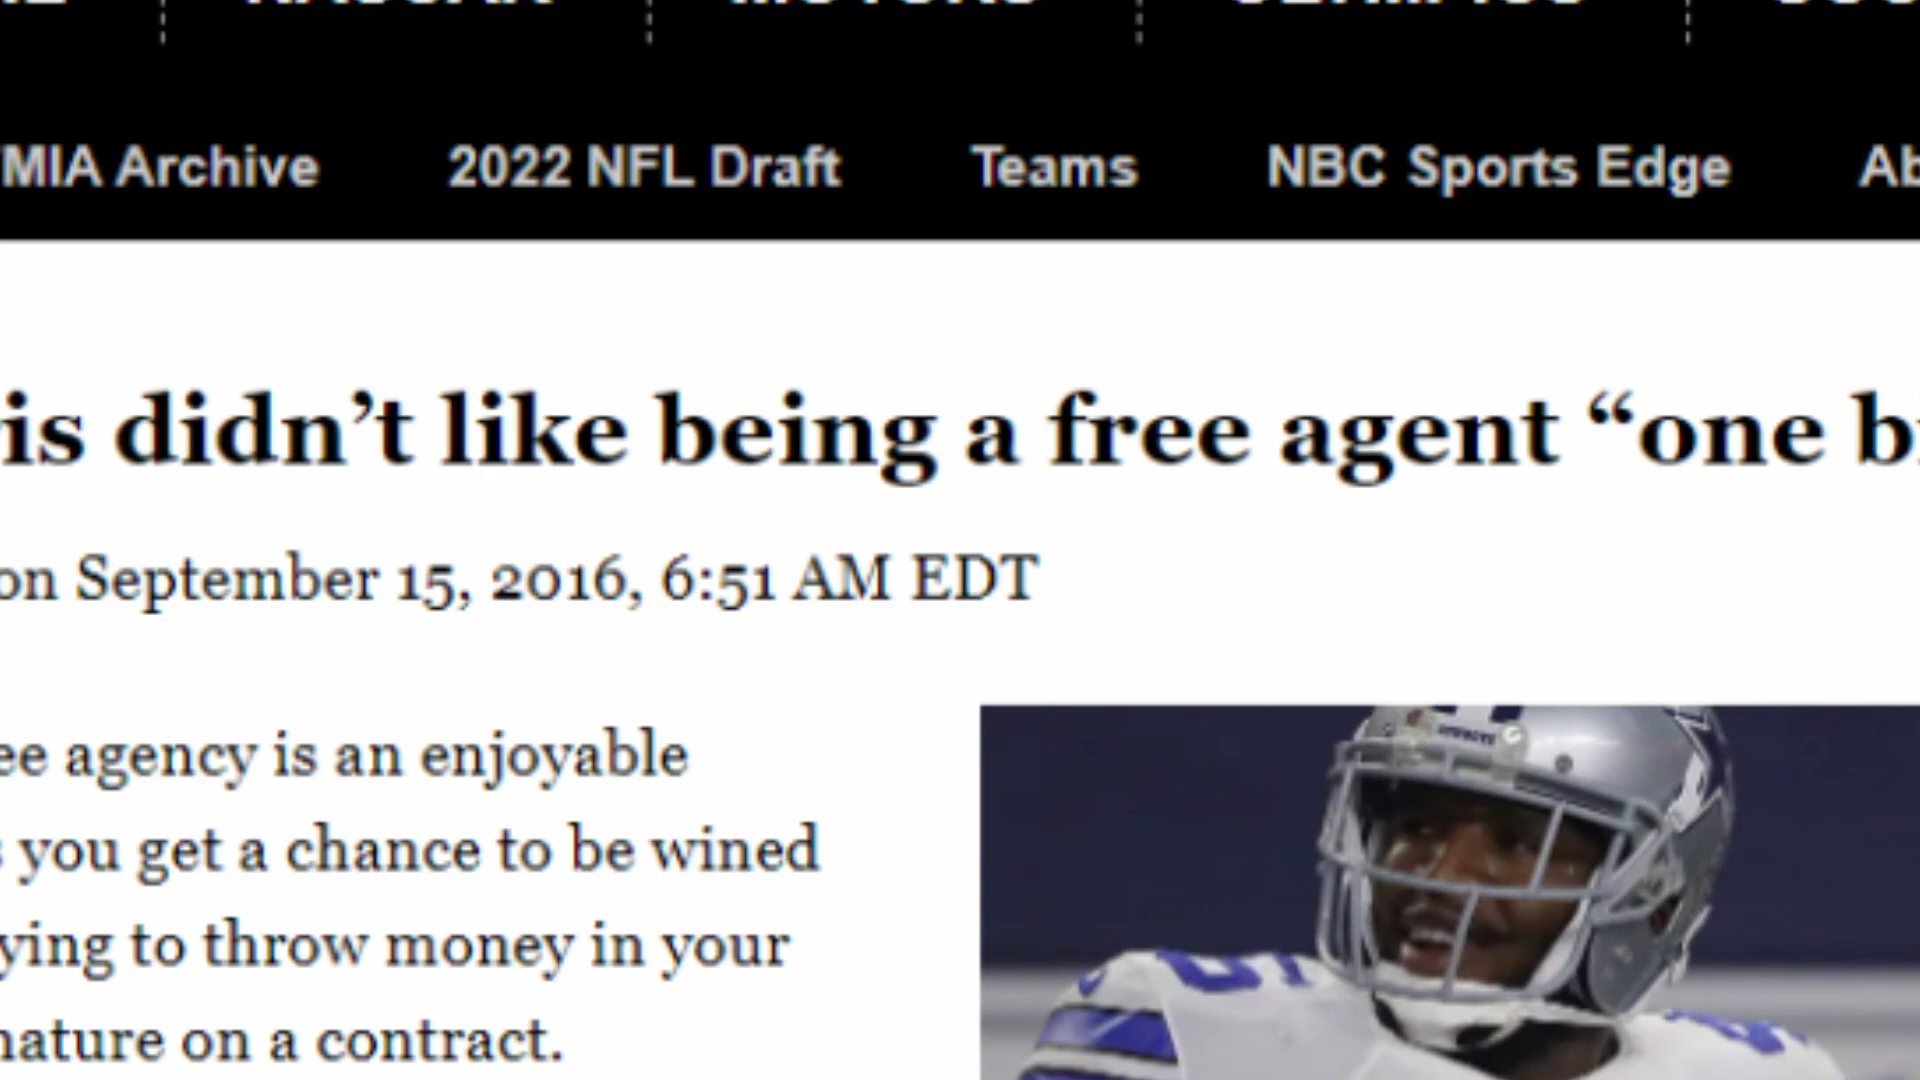 MIA Archive 2022 NFL Draft Teams NBC Sports Edge Ab
is didn’t like being a free agent “one b
on September 15, 2016, 6:51 AM EDT
ee agency is an enjoyable
s you get a chance to be wined
ying to throw money in your
nature on a contract.